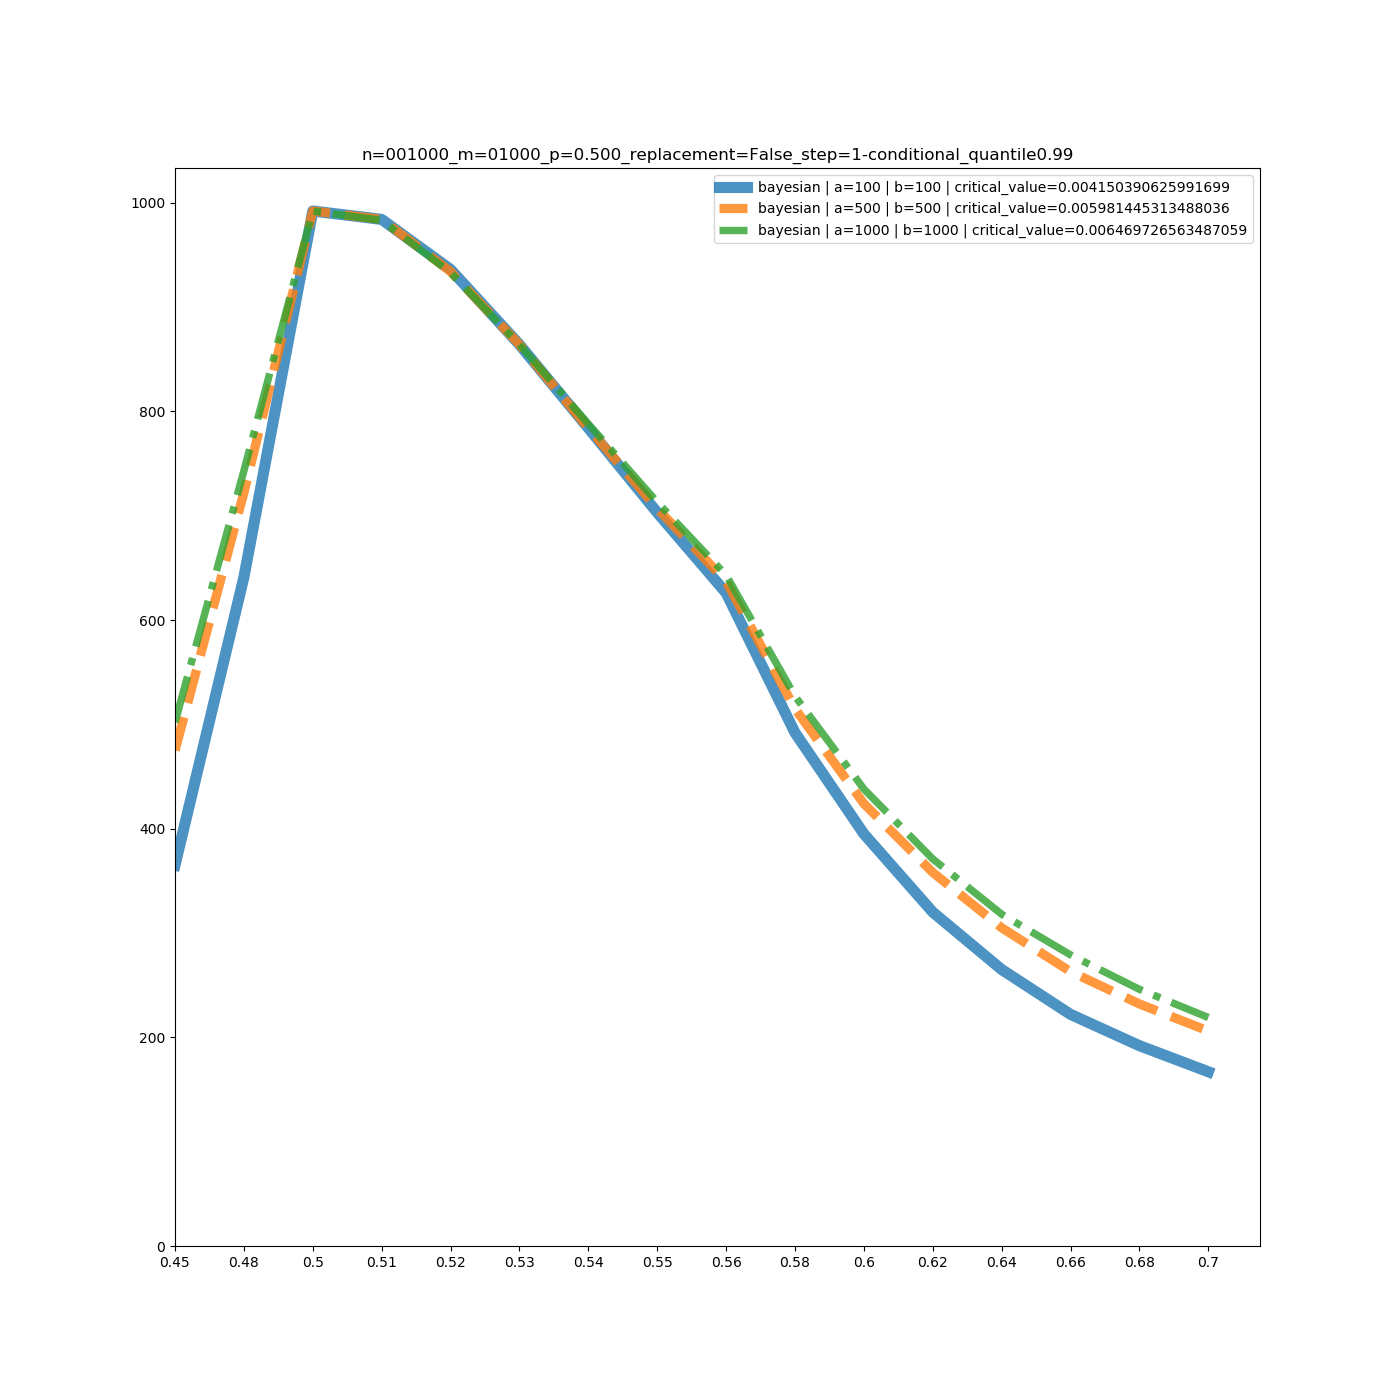 n=001000_m=01000_p=0.500_replacement=False_step=1-conditional_quantile0.99
bayesian | a=100 | b=100 | critical_value=0.004150390625991699
bayesian | a=500 | b=500 | critical_value=0.005981445313488036
bayesian | a=1000 | b=1000 | critical_value=0.006469726563487059
1000
800
600
400
200
0
0.45 0.48 0.5 0.51 0.52 0.53 0.54 0.55 0.56 0.58 0.6 0.62 0.64 0.66 0.68 0.7